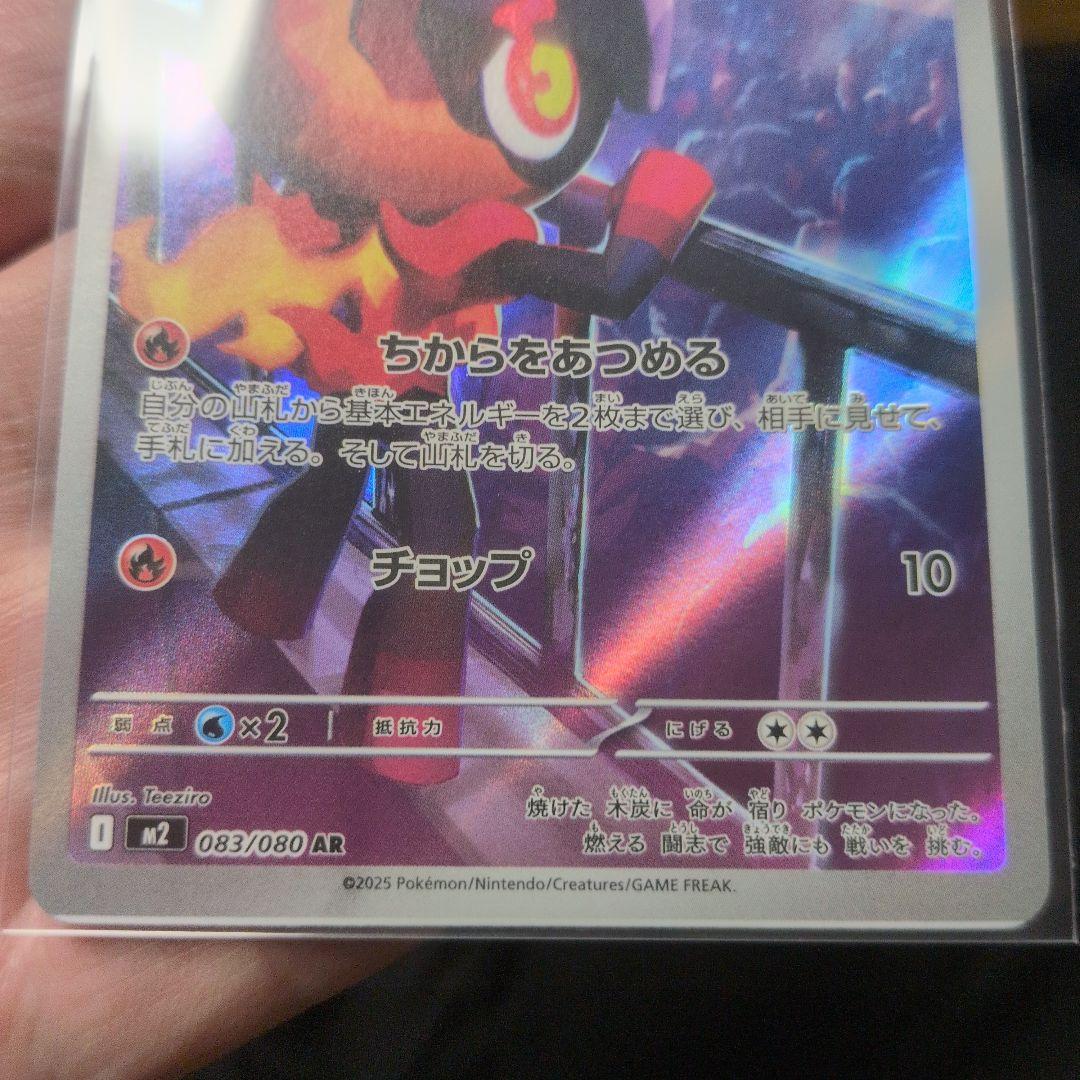 ちからをあつめる
自分の山札から基本エネルギーを2枚まで選び、相手に見せて、
手札に加える。そして山札を切る。
チョップ 10
弱点 ×2 抵抗力 にげる
Illus. Teeziro
焼けた 木炭に 命が 宿り ポケモンになった。
燃える 闘志で 強敵にも 戦いを 挑む。
I M2 083/080 AR
©2025 Pokémon/Nintendo/Creatures/GAME FREAK.